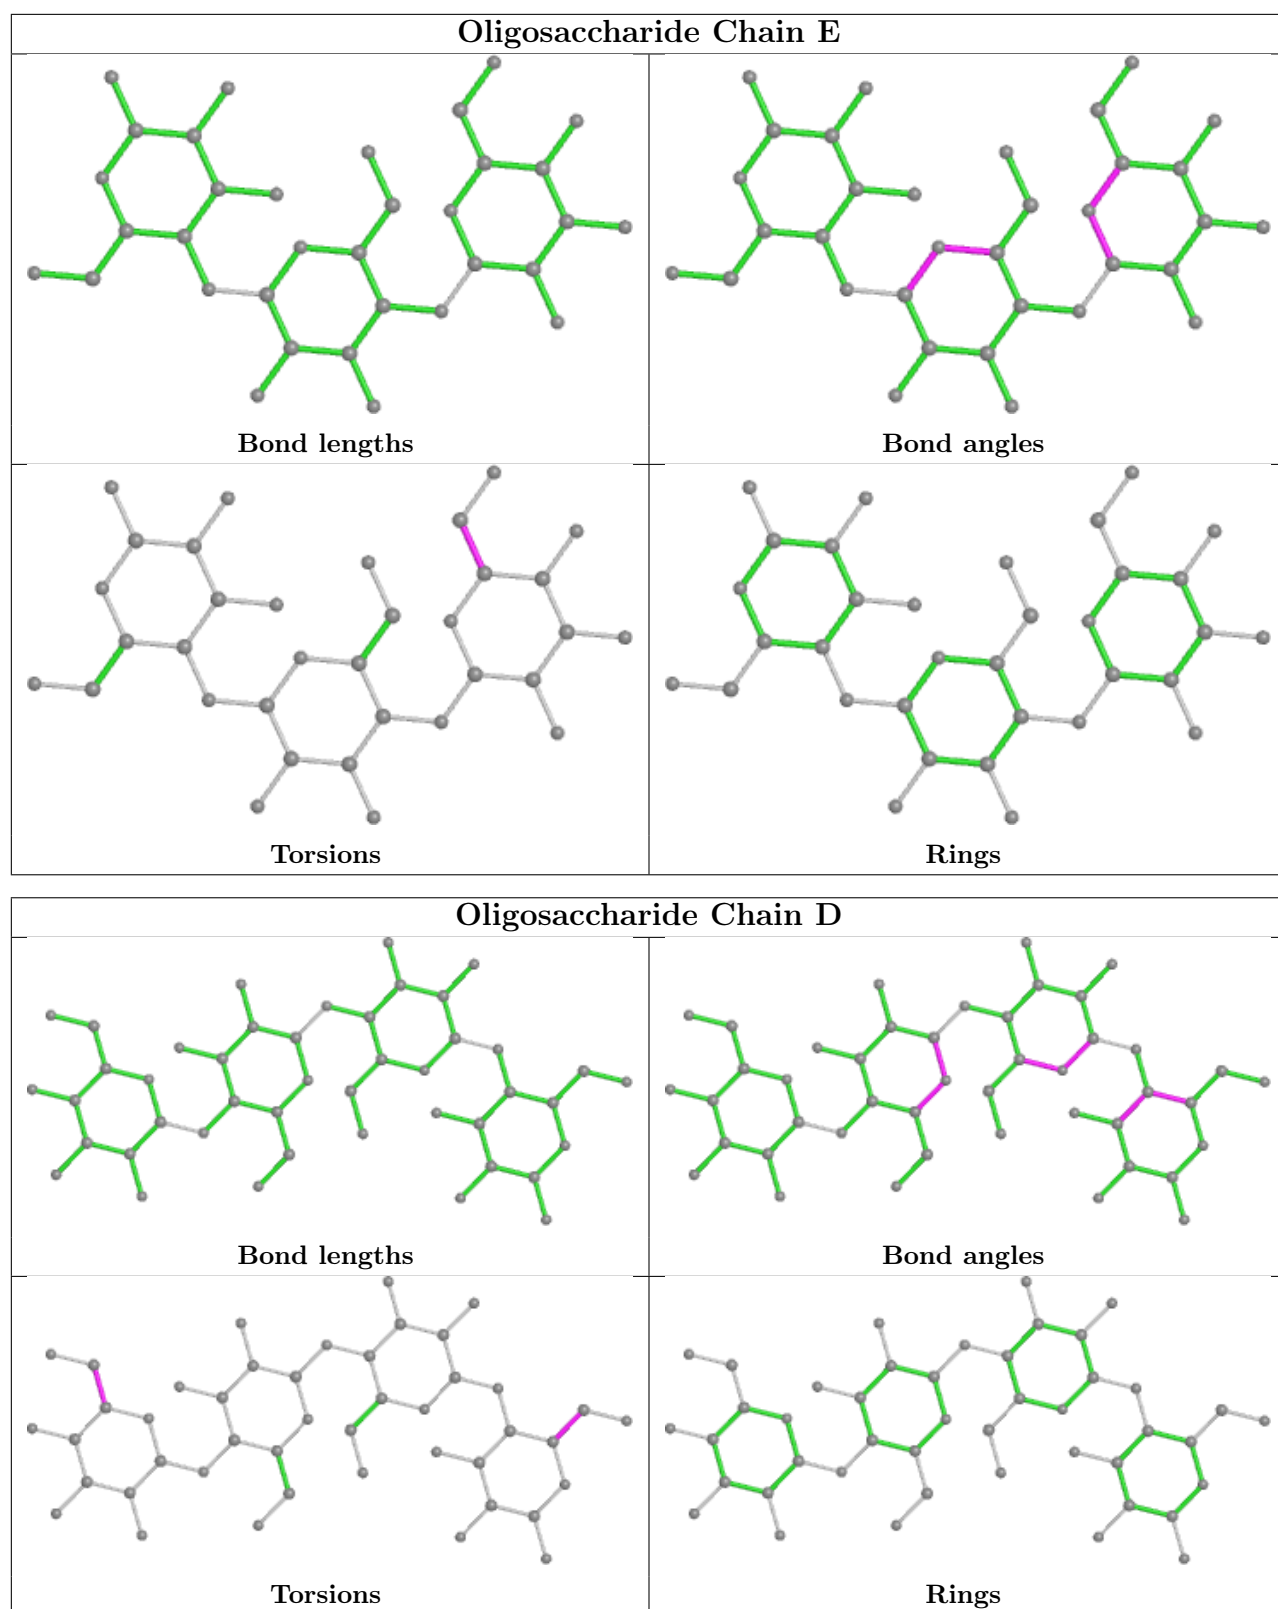 Oligosaccharide Chain E
Bond lengths
Bond angles
Torsions
Rings
Oligosaccharide Chain D
Bond lengths
Bond angles
Torsions
Rings